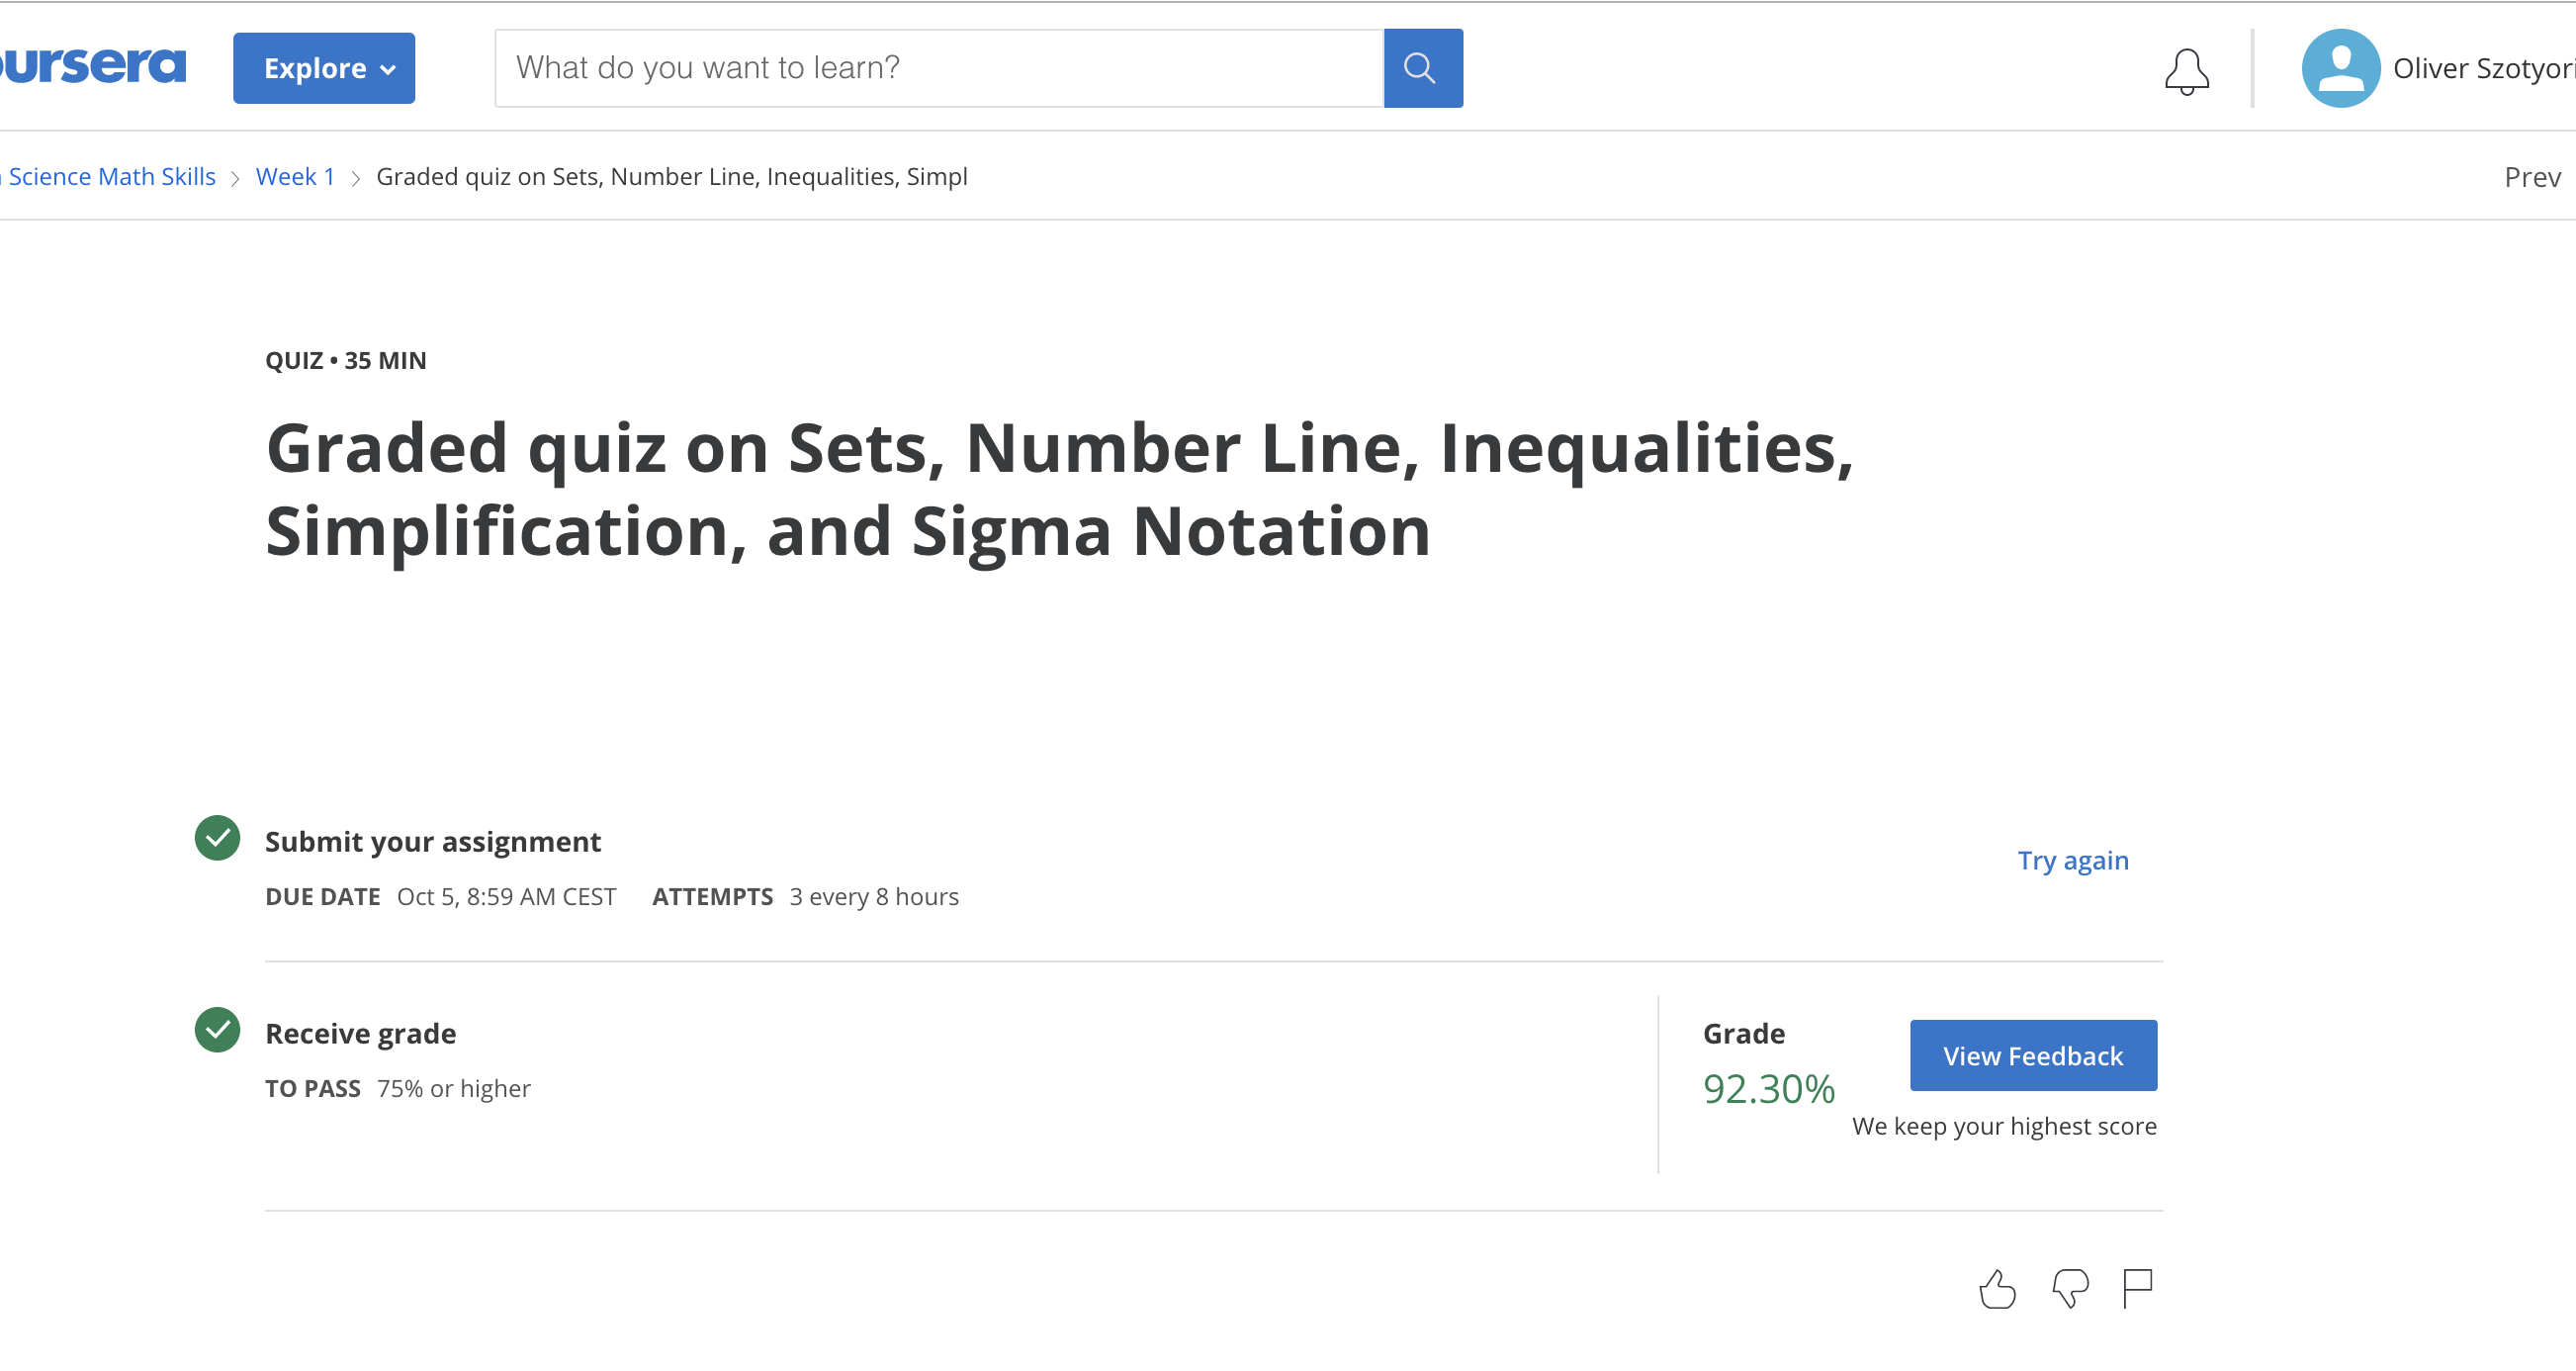 oursera
Explore
What do you want to learn?
Oliver Szotyori
Science Math Skills > Week 1 > Graded quiz on Sets, Number Line, Inequalities, Simpl
Prev
QUIZ • 35 MIN
Graded quiz on Sets, Number Line, Inequalities,
Simplification, and Sigma Notation
Submit your assignment
Try again
DUE DATE Oct 5, 8:59 AM CEST ATTEMPTS 3 every 8 hours
Receive grade
Grade
View Feedback
TO PASS 75% or higher
92.30%
We keep your highest score